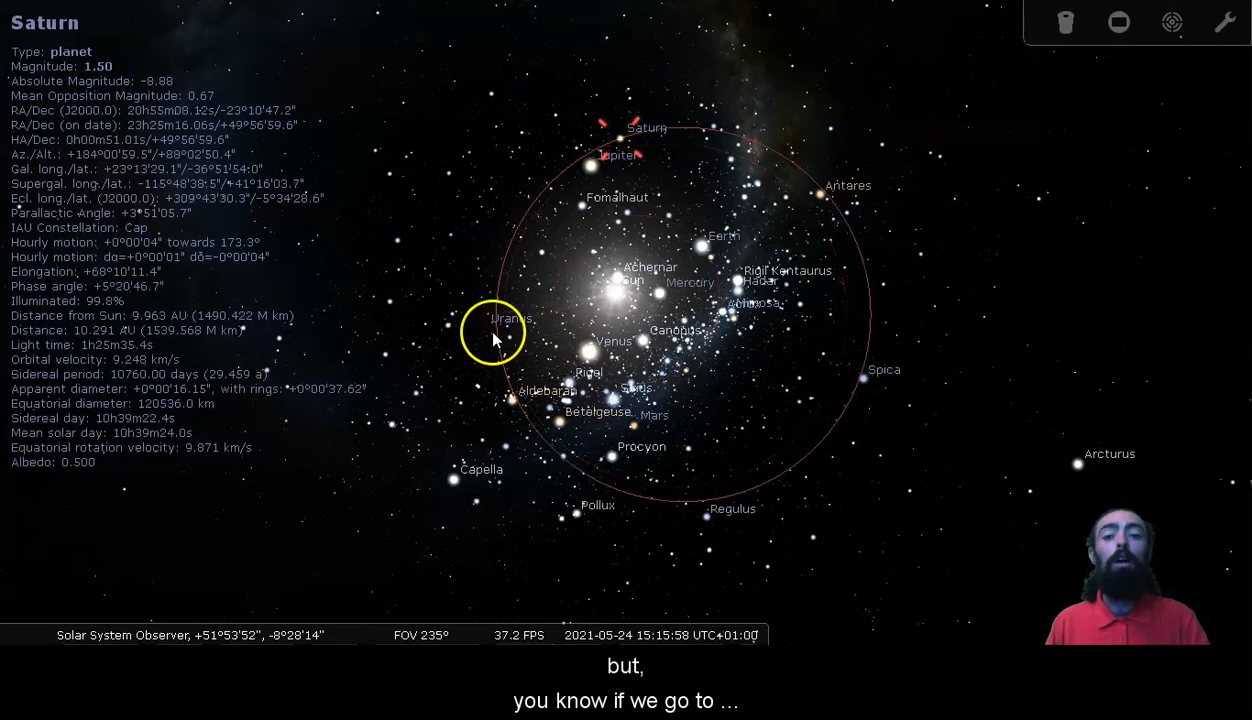 Saturn
Type: planet
Magnitude: 1.50
Absolute Magnitude: -8.88
Mean Opposition Magnitude: 0.67
RA/Dec (J2000.0): 20h55m08.12s/-23°10'47.2"
RA/Dec (on date): 23h25m16.06s/+49°56'59.6"
HA/Dec: 0h00m51.01s/+49°56'59.6"
Az./Alt.: +184°00'59.5"/+88°02'50.4"
Gal. long./lat.: +23°13'29.1"/-36°51'54.0"
Supergal. long./lat.: -115°48'38.5"/+41°16'03.7"
Ecl. long./lat. (J2000.0): +309°43'30.3"/-5°34'28.6"
Parallactic Angle: +3°51'05.7"
IAU Constellation: Cap
Hourly motion: +0°00'04" towards 173.3°
Hourly motion: dα=+0°00'01" dδ=-0°00'04"
Elongation: +68°10'11.4"
Phase angle: +5°20'46.7"
Illuminated: 99.8%
Distance from Sun: 9.963 AU (1490.422 M km)
Distance: 10.291 AU (1539.568 M km)
Light time: 1h25m35.4s
Orbital velocity: 9.248 km/s
Sidereal period: 10760.00 days (29.459 a)
Apparent diameter: +0°00'16.15", with rings: +0°00'37.62"
Equatorial diameter: 120536.0 km
Sidereal day: 10h39m22.4s
Mean solar day: 10h39m24.0s
Equatorial rotation velocity: 9.871 km/s
Albedo: 0.500
Saturn
Jupiter
Antares
Fomalhaut
Earth
Achernar
Sun
Mercury
Rigil Kentaurus
Hadar
Uranus
Canopus
Venus
Rigel
Spica
Aldebaran
Sirius
Betelgeuse
Mars
Procyon
Arcturus
Capella
Pollux
Regulus
Solar System Observer, +51°53'52", -8°28'14"
FOV 235°
37.2 FPS
2021-05-24 15:15:58 UTC+01:00
but,
you know if we go to ...